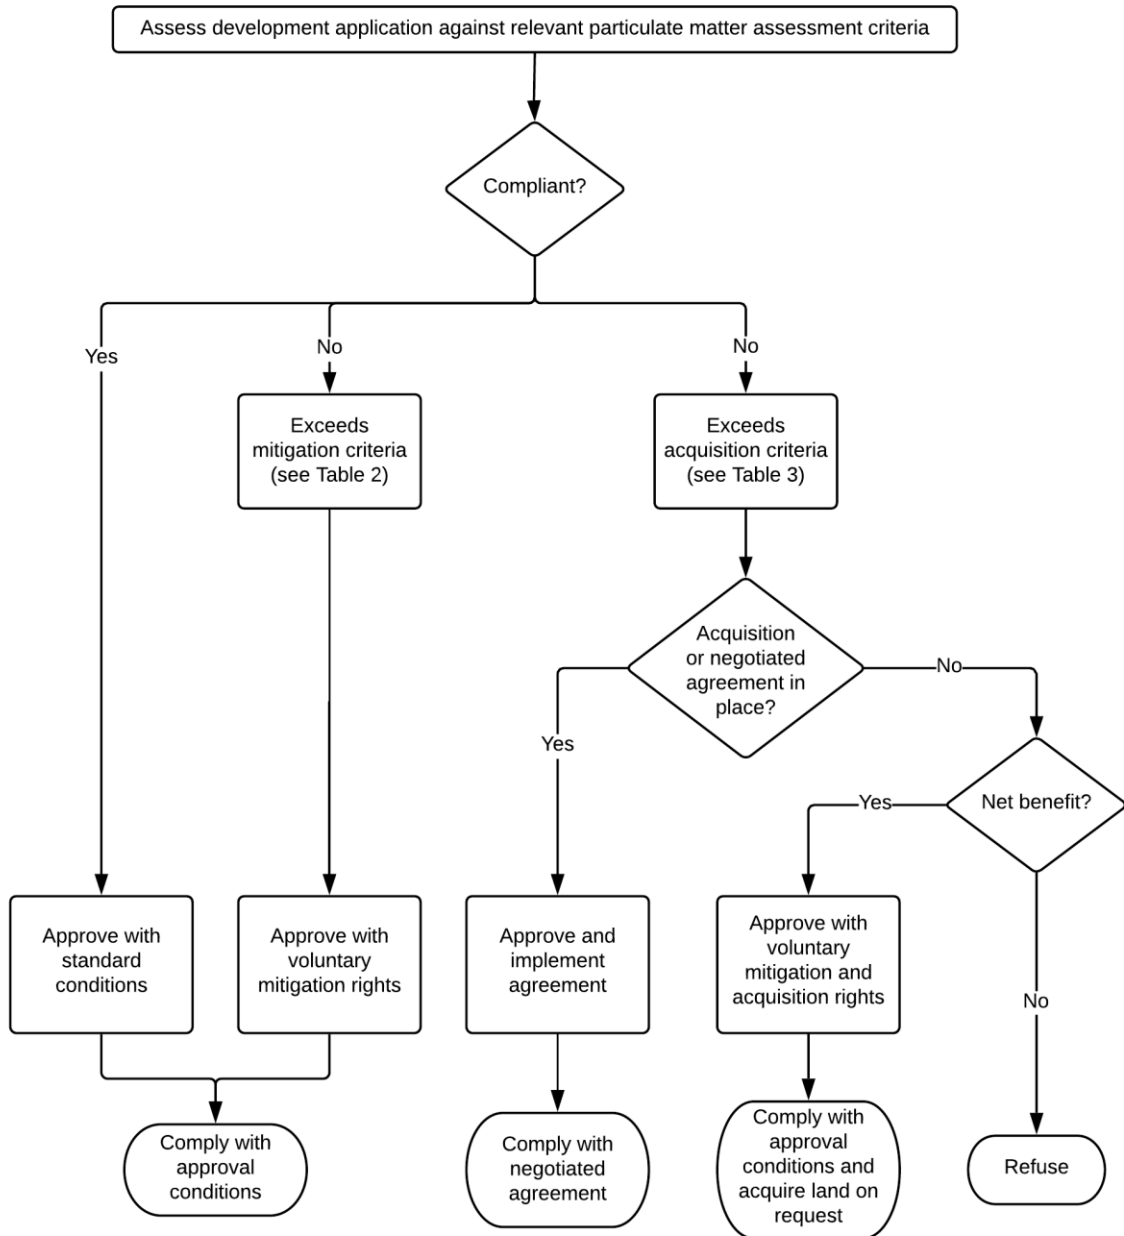 Assess development application against relevant particulate matter assessment criteria
Compliant?
Yes
No
No
Exceeds
mitigation criteria
(see Table 2)
Exceeds
acquisition criteria
(see Table 3)
Acquisition
or negotiated
agreement in
place?
No
Yes
Net benefit?
Yes
No
Approve with
standard
conditions
Approve with
voluntary
mitigation rights
Approve and
implement
agreement
Approve with
voluntary
mitigation and
acquisition rights
Comply with
approval
conditions
Comply with
negotiated
agreement
Comply with
approval
conditions and
acquire land on
request
Refuse